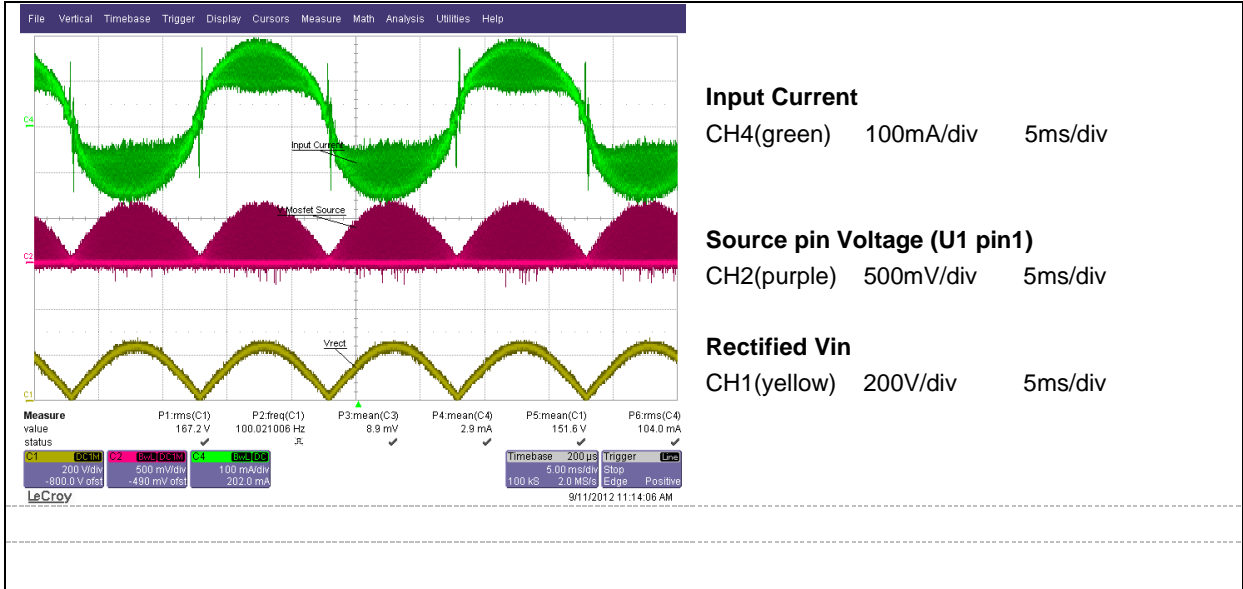 File Vertical Timebase Trigger Display Cursors Measure Math Analysis Utilities Help
C4
Input Current
Mosfet Source
C2
Vrect
C1
Measure P1:rms(C1) P2:freq(C1) P3:mean(C3) P4:mean(C4) P5:mean(C1) P6:rms(C4)
value 167.2 V 100.021006 Hz 8.9 mV 2.9 mA 151.6 V 104.0 mA
status
C1 DC1M C2 BwL DC1M C4 BwL DC Timebase 200 µs Trigger Line
200 V/div 500 mV/div 100 mA/div 5.00 ms/div Stop
-800.0 V ofst -490 mV ofst 202.0 mA 100 kS 2.0 MS/s Edge Positive
LeCroy 9/11/2012 11:14:06 AM
Input Current
CH4(green) 100mA/div 5ms/div
Source pin Voltage (U1 pin1)
CH2(purple) 500mV/div 5ms/div
Rectified Vin
CH1(yellow) 200V/div 5ms/div